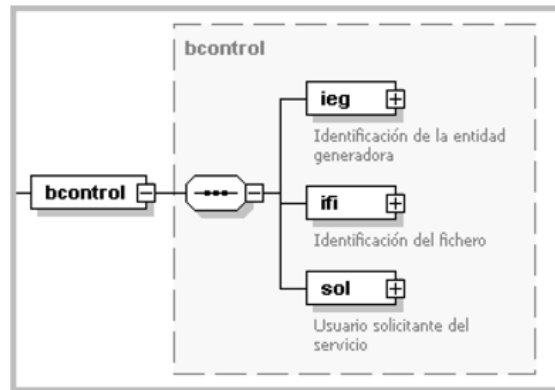 bcontrol
ieg
Identificación de la entidad
generadora
bcontrol
ifi
Identificación del fichero
sol
Usuario solicitante del
servicio